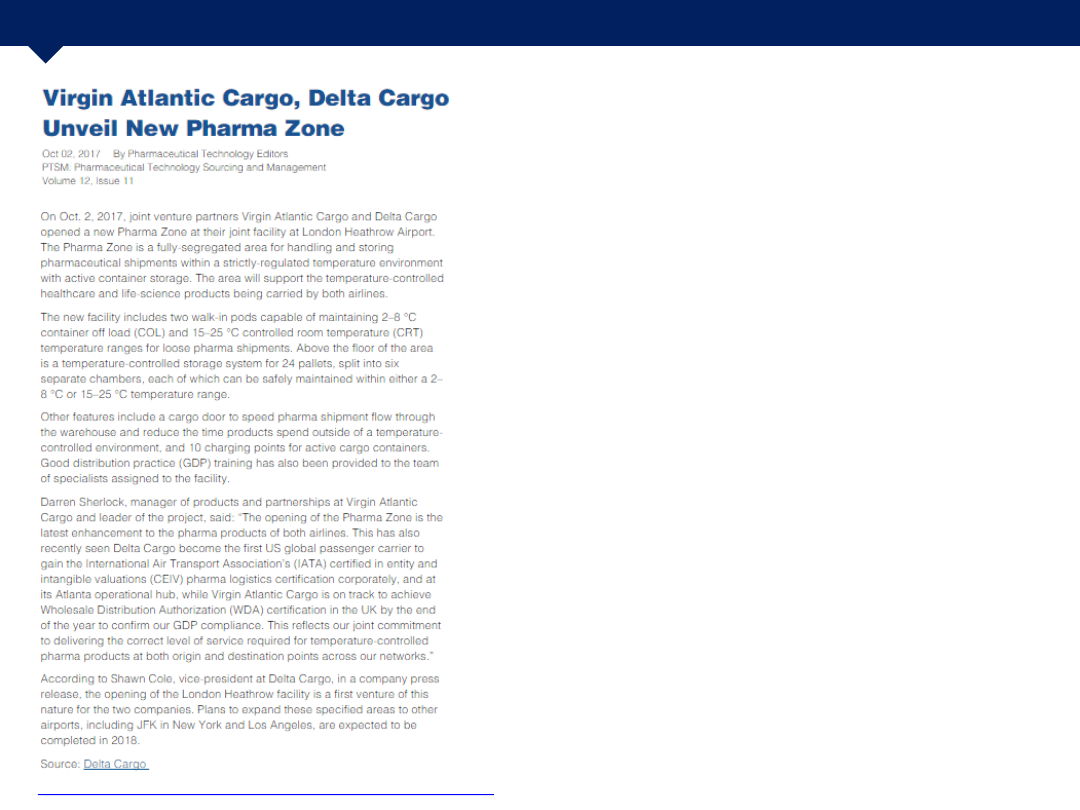 Virgin Atlantic Cargo, Delta Cargo
Unveil New Pharma Zone
Oct 02, 2017 By Pharmaceutical Technology Editors
PTSM: Pharmaceutical Technology Sourcing and Management
Volume 12, Issue 11
On Oct. 2, 2017, joint venture partners Virgin Atlantic Cargo and Delta Cargo
opened a new Pharma Zone at their joint facility at London Heathrow Airport.
The Pharma Zone is a fully-segregated area for handling and storing
pharmaceutical shipments within a strictly-regulated temperature environment
with active container storage. The area will support the temperature-controlled
healthcare and life-science products being carried by both airlines.
The new facility includes two walk-in pods capable of maintaining 2–8 °C
container off load (COL) and 15–25 °C controlled room temperature (CRT)
temperature ranges for loose pharma shipments. Above the floor of the area
is a temperature-controlled storage system for 24 pallets, split into six
separate chambers, each of which can be safely maintained within either a 2–
8 °C or 15–25 °C temperature range.
Other features include a cargo door to speed pharma shipment flow through
the warehouse and reduce the time products spend outside of a temperature-
controlled environment, and 10 charging points for active cargo containers.
Good distribution practice (GDP) training has also been provided to the team
of specialists assigned to the facility.
Darren Sherlock, manager of products and partnerships at Virgin Atlantic
Cargo and leader of the project, said: “The opening of the Pharma Zone is the
latest enhancement to the pharma products of both airlines. This has also
recently seen Delta Cargo become the first US global passenger carrier to
gain the International Air Transport Association’s (IATA) certified in entity and
intangible valuations (CEIV) pharma logistics certification corporately, and at
its Atlanta operational hub, while Virgin Atlantic Cargo is on track to achieve
Wholesale Distribution Authorization (WDA) certification in the UK by the end
of the year to confirm our GDP compliance. This reflects our joint commitment
to delivering the correct level of service required for temperature-controlled
pharma products at both origin and destination points across our networks.”
According to Shawn Cole, vice-president at Delta Cargo, in a company press
release, the opening of the London Heathrow facility is a first venture of this
nature for the two companies. Plans to expand these specified areas to other
airports, including JFK in New York and Los Angeles, are expected to be
completed in 2018.
Source: Delta Cargo